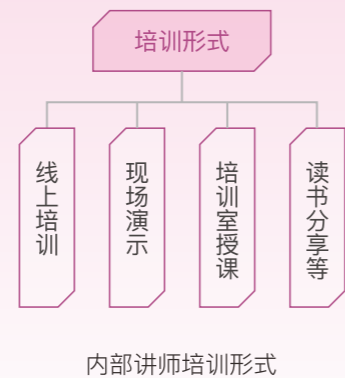 培训形式
线上培训
现场演示
培训室授课
读书分享等
内部讲师培训形式